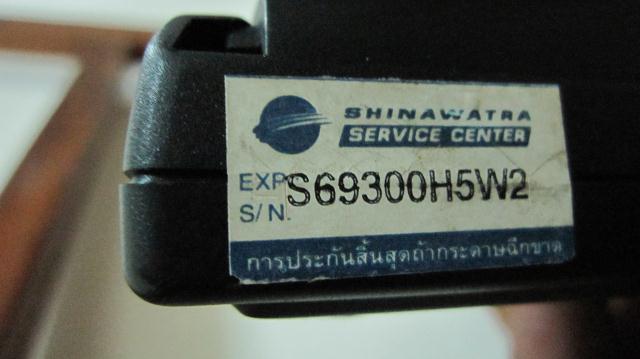 SHINAWATRA
SERVICE CENTER
EXP. S69300H5W2
S/N.
การประกันสิ้นสุดถ้ากระดาษฉีกขาด